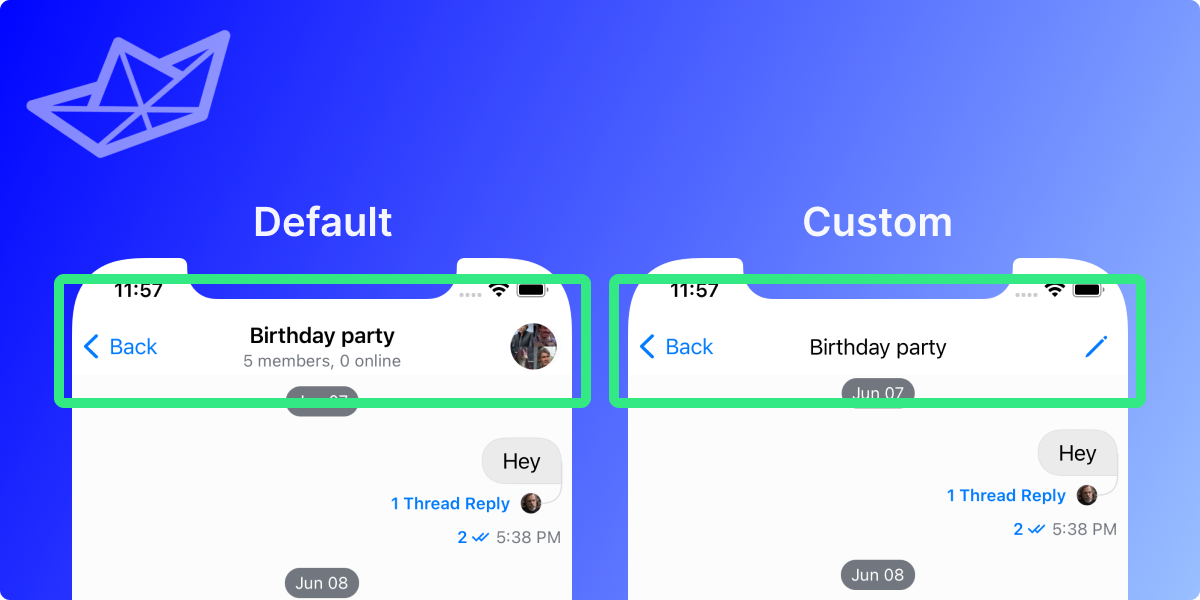 Default
11:57
Back
Birthday party
5 members, 0 online
Jun 07
Hey
1 Thread Reply
2 5:38 PM
Jun 08
Custom
11:57
Back
Birthday party
Jun 07
Hey
1 Thread Reply
2 5:38 PM
Jun 08